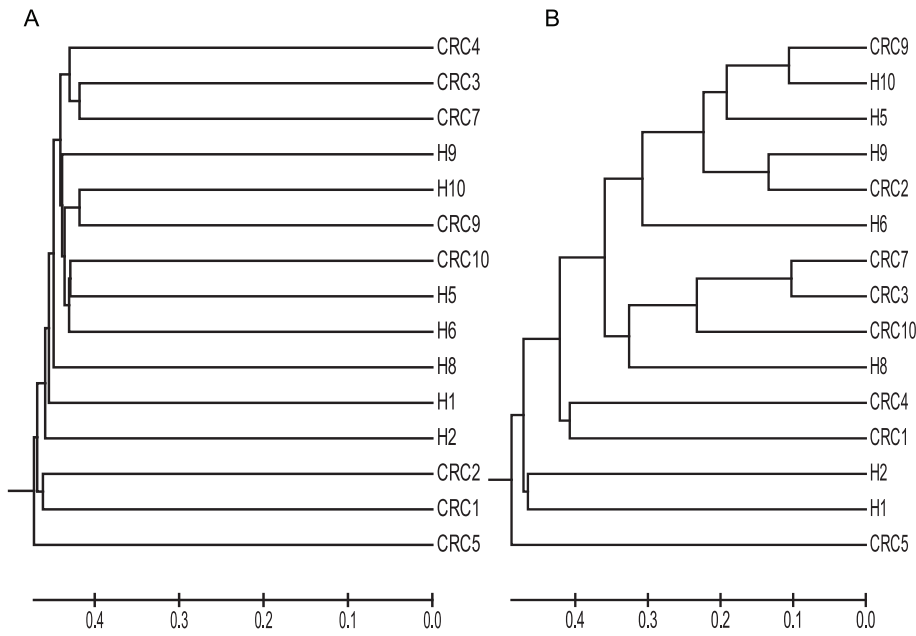 A
CRC4
CRC3
CRC7
H9
H10
CRC9
CRC10
H5
H6
H8
H1
H2
CRC2
CRC1
CRC5
0.4 0.3 0.2 0.1 0.0
B
CRC9
H10
H5
H9
CRC2
H6
CRC7
CRC3
CRC10
H8
CRC4
CRC1
H2
H1
CRC5
0.4 0.3 0.2 0.1 0.0